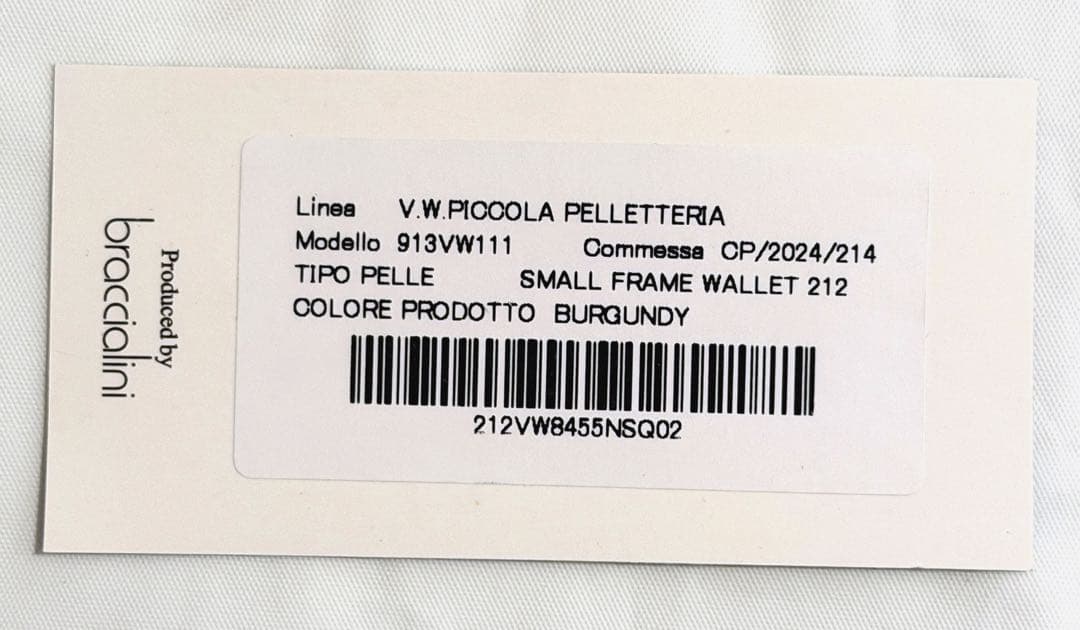 Produced by
braccialini
Linea V.W.PICCOLA PELLETTERIA
Modello 913VW111 Commessa CP/2024/214
TIPO PELLE SMALL FRAME WALLET 212
COLORE PRODOTTO BURGUNDY
212VW8455NSQ02